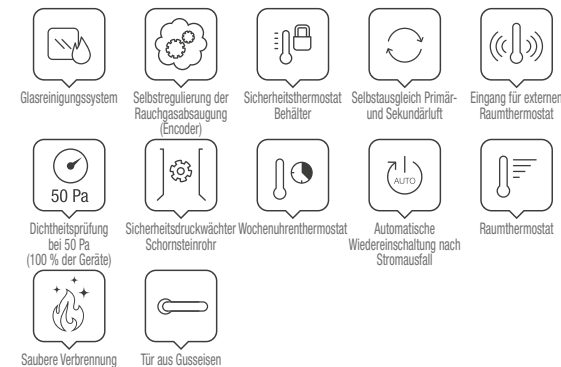 Glasreinigungssystem
Selbstregulierung der
Rauchgasabsaugung
(Encoder)
Sicherheitsthermostat
Behälter
Selbstausgleich Primär-
und Sekundärluft
Eingang für externen
Raumthermostat
50 Pa
Dichtheitsprüfung
bei 50 Pa
(100 % der Geräte)
Sicherheitsdruckwächter
Schornsteinrohr
Wochenuhrenthermostat
AUTO
Automatische
Wiedereinschaltung nach
Stromausfall
Raumthermostat
Saubere Verbrennung
Tür aus Gusseisen